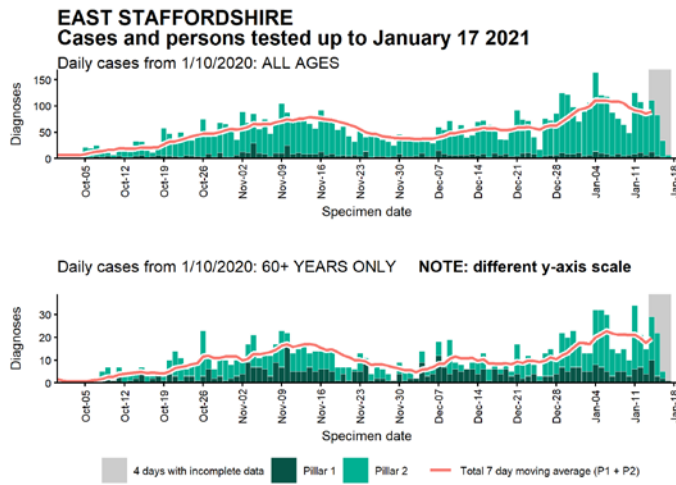 EAST STAFFORDSHIRE
Cases and persons tested up to January 17 2021
Daily cases from 1/10/2020: ALL AGES
Diagnoses
150
100
50
0
Oct-05
Oct-12
Oct-19
Oct-26
Nov-02
Nov-09
Nov-16
Nov-23
Nov-30
Dec-07
Dec-14
Dec-21
Dec-28
Jan-04
Jan-11
Jan-18
Specimen date
Daily cases from 1/10/2020: 60+ YEARS ONLY NOTE: different y-axis scale
Diagnoses
30
20
10
0
Oct-05
Oct-12
Oct-19
Oct-26
Nov-02
Nov-09
Nov-16
Nov-23
Nov-30
Dec-07
Dec-14
Dec-21
Dec-28
Jan-04
Jan-11
Jan-18
Specimen date
4 days with incomplete data Pillar 1 Pillar 2 Total 7 day moving average (P1 + P2)